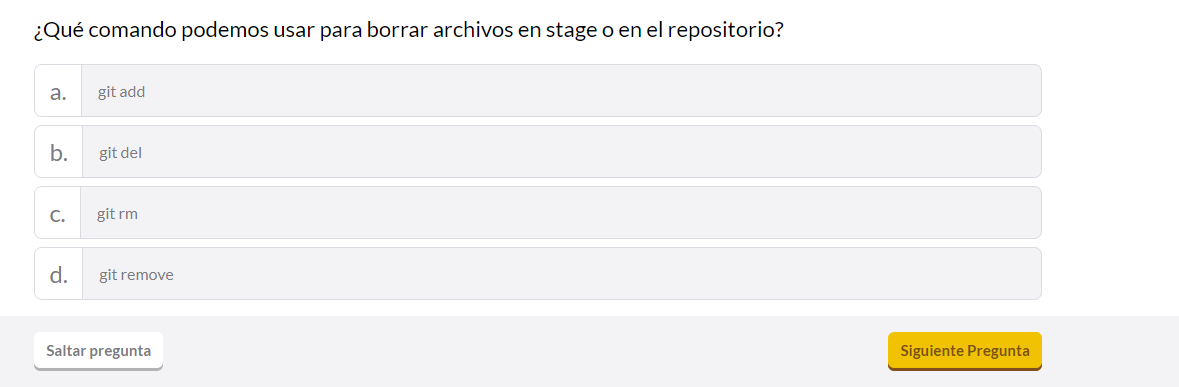 ¿Qué comando podemos usar para borrar archivos en stage o en el repositorio?
a. git add
b. git del
c. git rm
d. git remove
Saltar pregunta Siguiente Pregunta